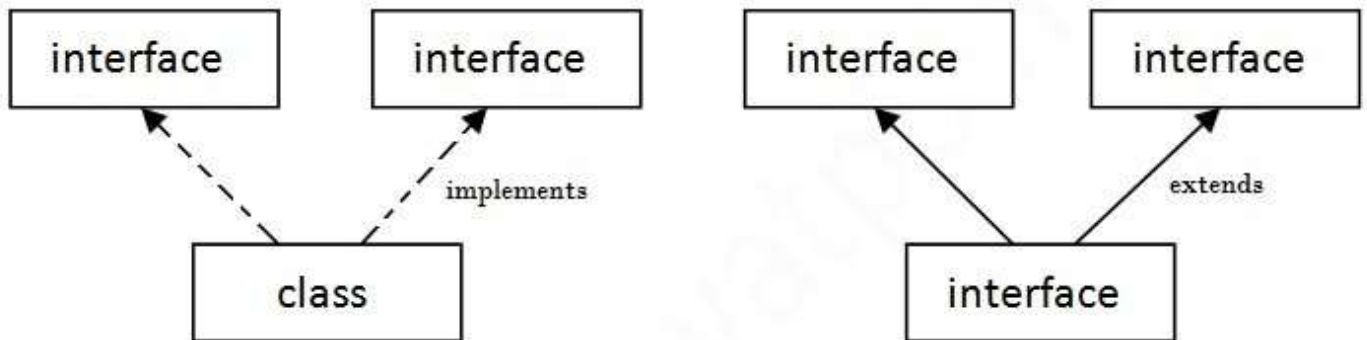 interface
interface
interface
interface
implements
extends
class
interface